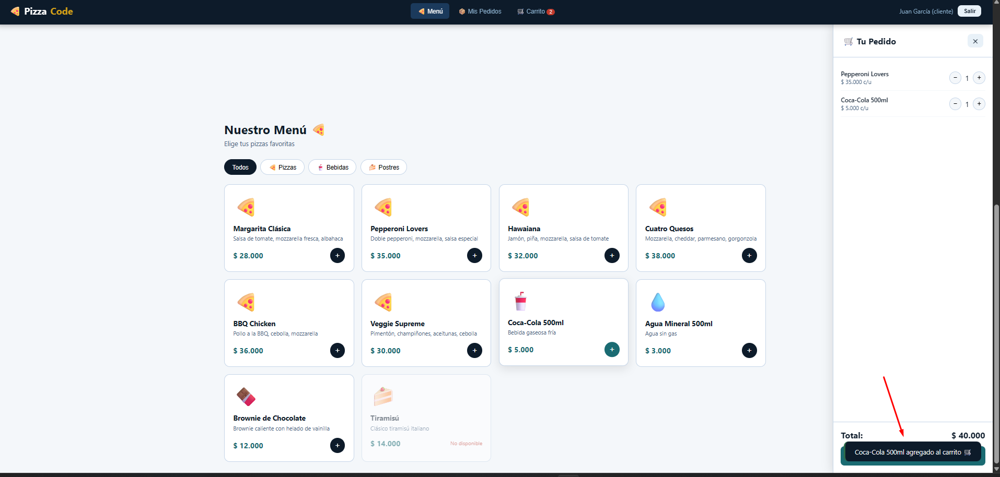 Pizza Code
Menú
Mis Pedidos
Carrito 2
Juan García (cliente)
Salir
Tu Pedido
×
Pepperoni Lovers
$ 35.000 c/u
− 1 +
Coca-Cola 500ml
$ 5.000 c/u
− 1 +
Nuestro Menú
Elige tus pizzas favoritas
Todos
Pizzas
Bebidas
Postres
Margarita Clásica
Salsa de tomate, mozzarella fresca, albahaca
$ 28.000 +
Pepperoni Lovers
Doble pepperoni, mozzarella, salsa especial
$ 35.000 +
Hawaiana
Jamón, piña, mozzarella, salsa de tomate
$ 32.000 +
Cuatro Quesos
Mozzarella, cheddar, parmesano, gorgonzola
$ 38.000 +
BBQ Chicken
Pollo a la BBQ, cebolla, mozzarella
$ 36.000 +
Veggie Supreme
Pimentón, champiñones, aceitunas, cebolla
$ 30.000 +
Coca-Cola 500ml
Bebida gaseosa fría
$ 5.000 +
Agua Mineral 500ml
Agua sin gas
$ 3.000 +
Brownie de Chocolate
Brownie caliente con helado de vainilla
$ 12.000 +
Tiramisú
Clásico tiramisú italiano
$ 14.000 No disponible
Total: $ 40.000
Coca-Cola 500ml agregado al carrito